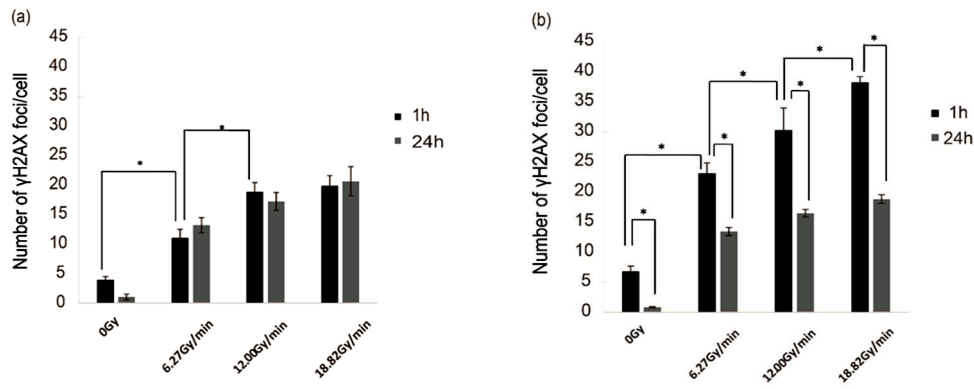 (a)
Number of γH2AX foci/cell
45
40
35
30
25
20
15
10
5
0
*
*
1h
24h
0Gy
6.27Gy/min
12.00Gy/min
18.82Gy/min
(b)
Number of γH2AX foci/cell
45
40
35
30
25
20
15
10
5
0
*
*
*
*
*
*
*
1h
24h
0Gy
6.27Gy/min
12.00Gy/min
18.82Gy/min